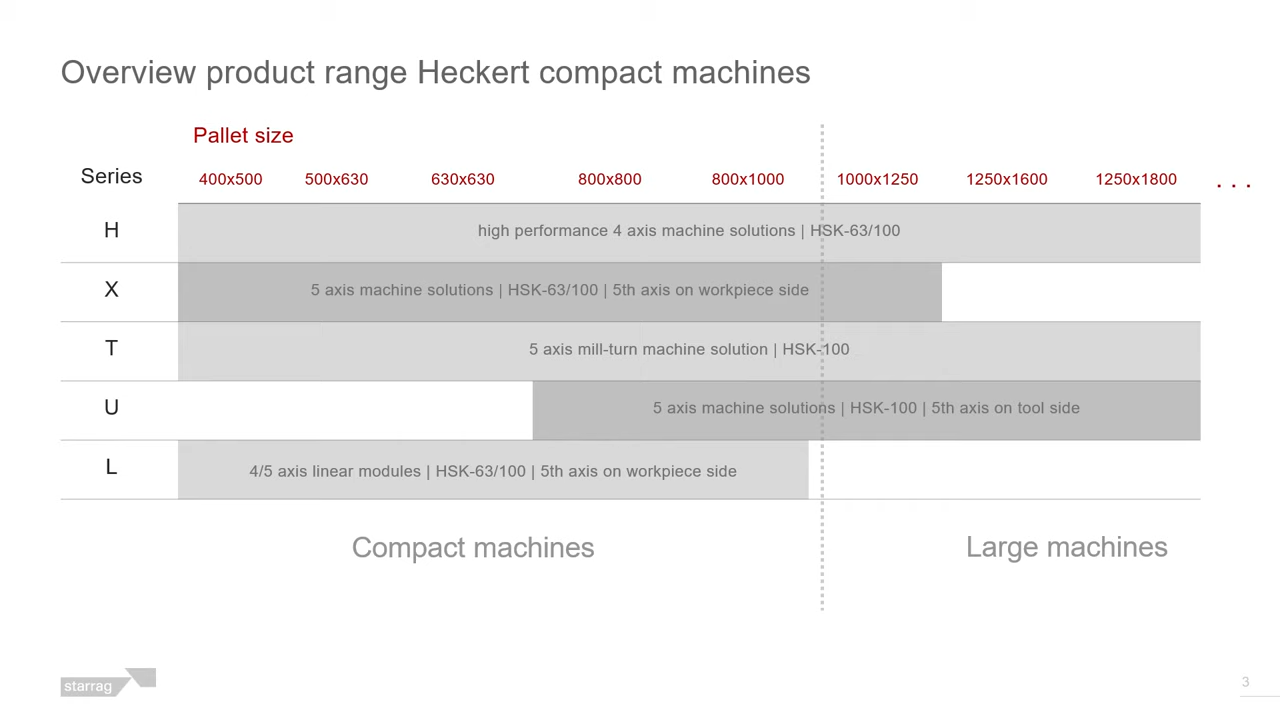 Overview product range Heckert compact machines
Pallet size
Series 400x500 500x630 630x630 800x800 800x1000 1000x1250 1250x1600 1250x1800 . . .
H high performance 4 axis machine solutions | HSK-63/100
X 5 axis machine solutions | HSK-63/100 | 5th axis on workpiece side
T 5 axis mill-turn machine solution | HSK-100
U 5 axis machine solutions | HSK-100 | 5th axis on tool side
L 4/5 axis linear modules | HSK-63/100 | 5th axis on workpiece side
Compact machines Large machines
starrag 3